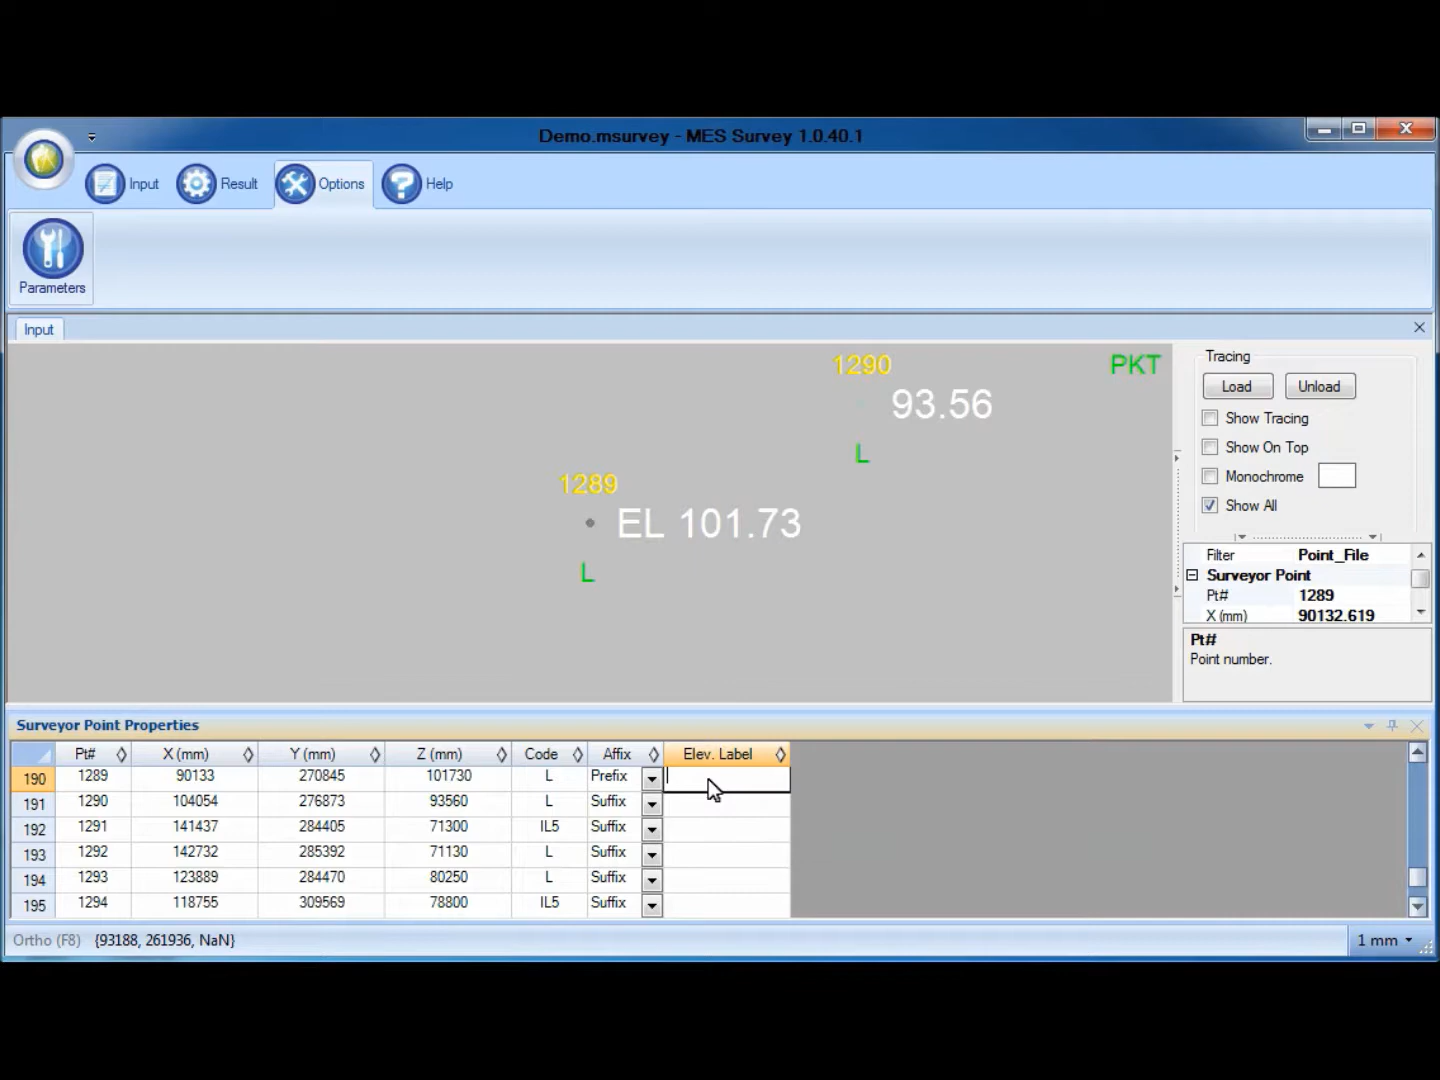 Demo.msurvey - MES Survey 1.0.40.1
Input Result Options Help
Parameters
Input
1290 PKT
93.56
L
1289
EL 101.73
L
Tracing
Load Unload
Show Tracing
Show On Top
Monochrome
Show All
Filter Point_File
Surveyor Point
Pt# 1289
X (mm) 90132.619
Pt#
Point number.
Surveyor Point Properties
Pt# X (mm) Y (mm) Z (mm) Code Affix Elev. Label
190 1289 90133 270845 101730 L Prefix
191 1290 104054 276873 93560 L Suffix
192 1291 141437 284405 71300 IL5 Suffix
193 1292 142732 285392 71130 L Suffix
194 1293 123889 284470 80250 L Suffix
195 1294 118755 309569 78800 IL5 Suffix
Ortho (F8) {93188, 261936, NaN} 1 mm